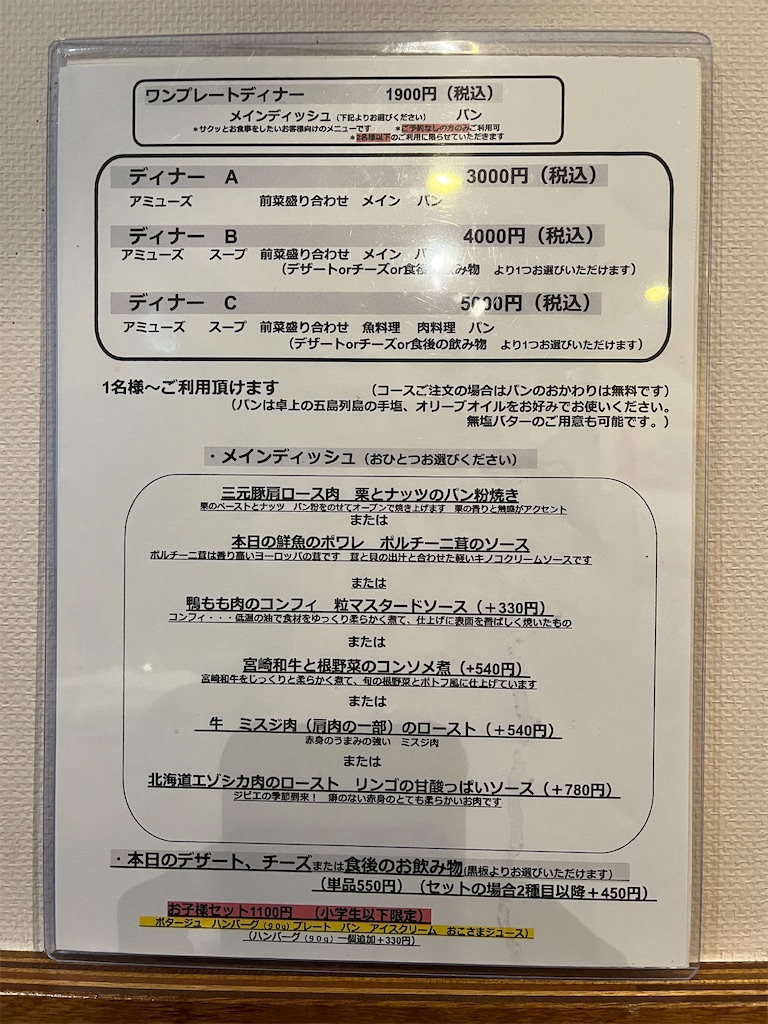 ワンプレートディナー 1900円（税込）
メインディッシュ（下記よりお選びください） パン
＊サクッとお食事をしたいお客様向けのメニューです ＊ご予約なしの方のみご利用可
＊2名様以下のご利用に限らせていただきます
ディナー A 3000円（税込）
アミューズ 前菜盛り合わせ メイン パン
ディナー B 4000円（税込）
アミューズ スープ 前菜盛り合わせ メイン パン
（デザートorチーズor食後の飲み物 より1つお選びいただけます）
ディナー C 5000円（税込）
アミューズ スープ 前菜盛り合わせ 魚料理 肉料理 パン
（デザートorチーズor食後の飲み物 より1つお選びいただけます）
1名様～ご利用頂けます （コースご注文の場合はパンのおかわりは無料です）
（パンは卓上の五島列島の手塩、オリーブオイルをお好みでお使いください。
無塩バターのご用意も可能です。）
・メインディッシュ（おひとつお選びください）
三元豚肩ロース肉 栗とナッツのパン粉焼き
栗のペーストとナッツ パン粉をのせてオーブンで焼き上げます 栗の香りと触感がアクセント
または
本日の鮮魚のポワレ ポルチーニ茸のソース
ポルチーニ茸は香り高いヨーロッパの茸です 茸と貝の出汁と合わせた軽いキノコクリームソースです
または
鴨もも肉のコンフィ 粒マスタードソース（＋330円）
コンフィ・・・低温の油で食材をゆっくり柔らかく煮て、仕上げに表面を香ばしく焼いたもの
または
宮崎和牛と根野菜のコンソメ煮（+540円）
宮崎和牛をじっくりと柔らかく煮て、旬の根野菜とポトフ風に仕上げています
または
牛 ミスジ肉（肩肉の一部）のロースト（＋540円）
赤身のうまみの強い ミスジ肉
または
北海道エゾシカ肉のロースト リンゴの甘酸っぱいソース（＋780円）
ジビエの季節到来！ 癖のない赤身のとても柔らかいお肉です
・本日のデザート、チーズまたは食後のお飲み物(黒板よりお選びいただけます）
（単品550円）（セットの場合2種目以降＋450円）
お子様セット1100円 （小学生以下限定）
ポタージュ ハンバーグ（90g）プレート パン アイスクリーム おこさまジュース）
（ハンバーグ（90g）一個追加＋330円）